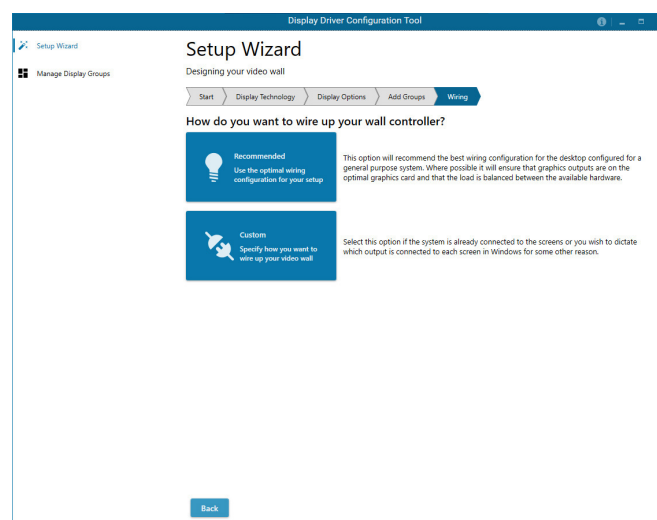 Display Driver Configuration Tool
Setup Wizard
Manage Display Groups
Setup Wizard
Designing your video wall
Start
Display Technology
Display Options
Add Groups
Wiring
How do you want to wire up your wall controller?
Recommended
Use the optimal wiring
configuration for your setup
This option will recommend the best wiring configuration for the desktop configured for a
general purpose system. Where possible it will ensure that graphics outputs are on the
optimal graphics card and that the load is balanced between the available hardware.
Custom
Specify how you want to
wire up your video wall
Select this option if the system is already connected to the screens or you wish to dictate
which output is connected to each screen in Windows for some other reason.
Back